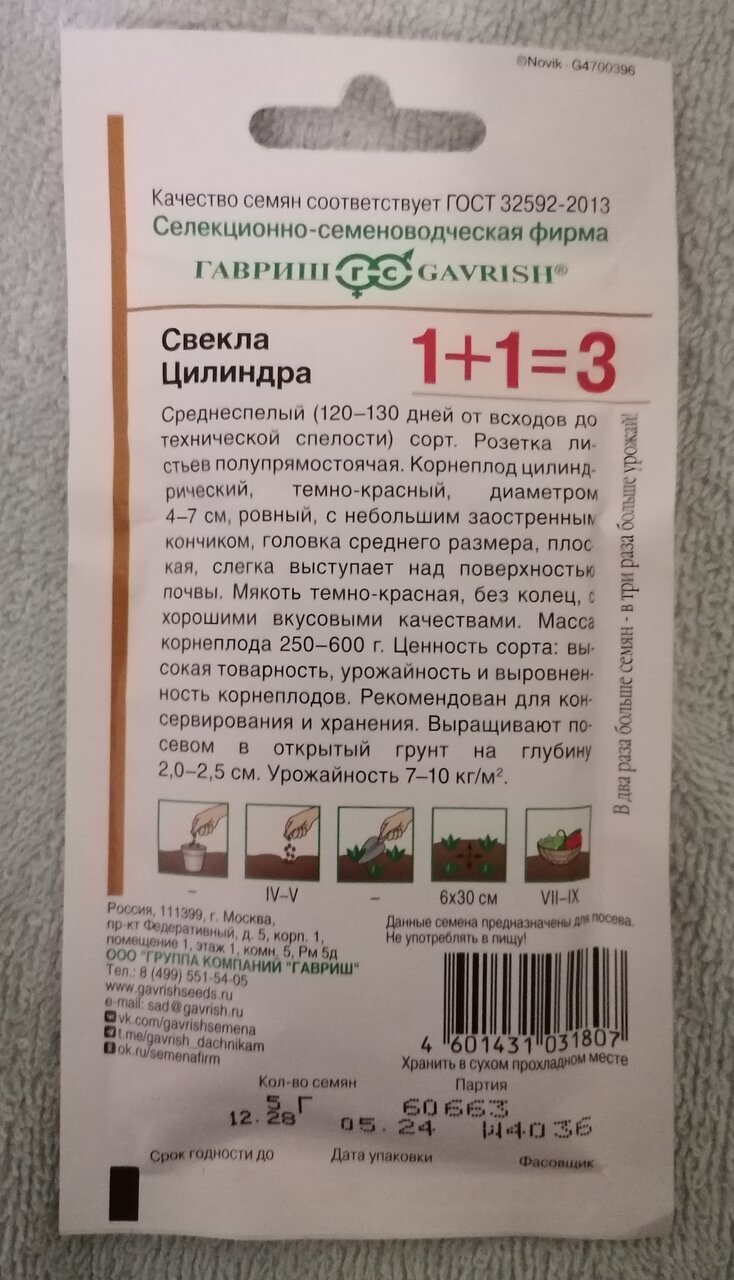 ©Novik - G4700396
Качество семян соответствует ГОСТ 32592-2013
Селекционно-семеноводческая фирма
ГАВРИШ ГС GAVRISH®
Свекла
Цилиндра
1+1=3
Среднеспелый (120–130 дней от всходов до
технической спелости) сорт. Розетка ли-
стьев полупрямостоячая. Корнеплод цилинд-
рический, темно-красный, диаметром
4–7 см, ровный, с небольшим заостренным
кончиком, головка среднего размера, плос
кая, слегка выступает над поверхностью
почвы. Мякоть темно-красная, без колец, с
хорошими вкусовыми качествами. Масса
корнеплода 250–600 г. Ценность сорта: вы-
сокая товарность, урожайность и выровнен-
ность корнеплодов. Рекомендован для кон-
сервирования и хранения. Выращивают по-
севом в открытый грунт на глубину
2,0–2,5 см. Урожайность 7–10 кг/м².
В два раза больше семян - в три раза больше урожай!
– IV–V – 6х30 см VII–IX
Россия, 111399, г. Москва,
пр-кт Федеративный, д. 5, корп. 1,
помещение 1, этаж 1, комн. 5, Рм 5д
ООО "ГРУППА КОМПАНИЙ "ГАВРИШ"
Тел.: 8 (499) 551-54-05
www.gavrishseeds.ru
e-mail: sad@gavrish.ru
vk.com/gavrishsemena
t.me/gavrish_dachnikam
ok.ru/semenafirm
Данные семена предназначены для посева.
Не употреблять в пищу!
4 601431 031807
Хранить в сухом прохладном месте
Кол-во семян
Партия
5 Г
60663
12.28
05.24
Ш4036
Срок годности до
Дата упаковки
Фасовщик